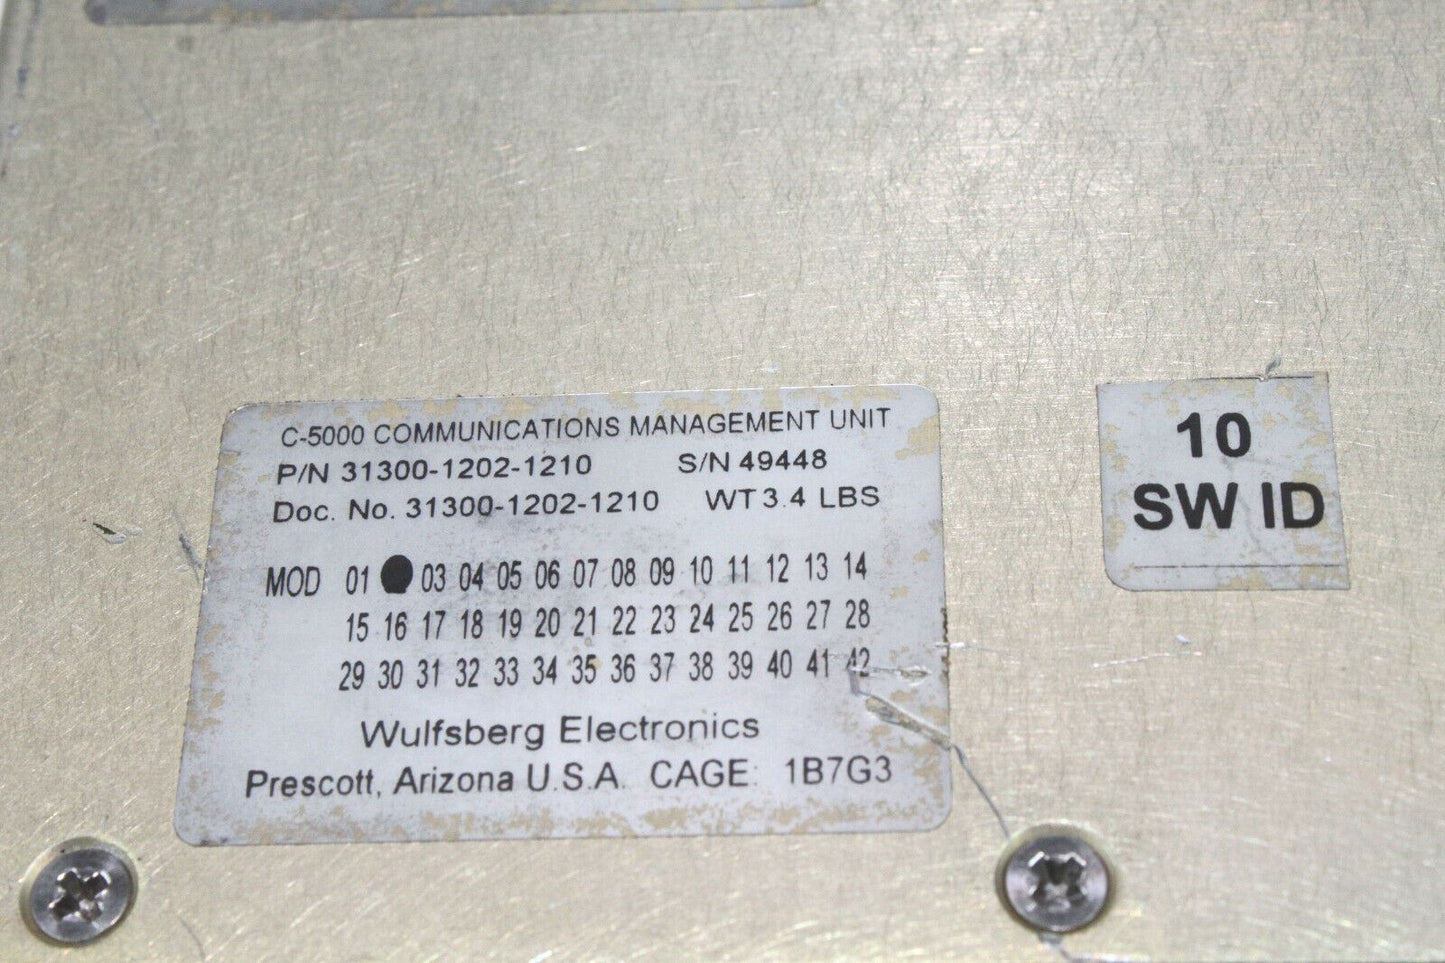 C-5000 COMMUNICATIONS MANAGEMENT UNIT
P/N 31300-1202-1210 S/N 49448
Doc. No. 31300-1202-1210 WT 3.4 LBS
MOD 01 03 04 05 06 07 08 09 10 11 12 13 14
15 16 17 18 19 20 21 22 23 24 25 26 27 28
29 30 31 32 33 34 35 36 37 38 39 40 41 42
Wulfsberg Electronics
Prescott, Arizona U.S.A. CAGE: 1B7G3
10
SW ID